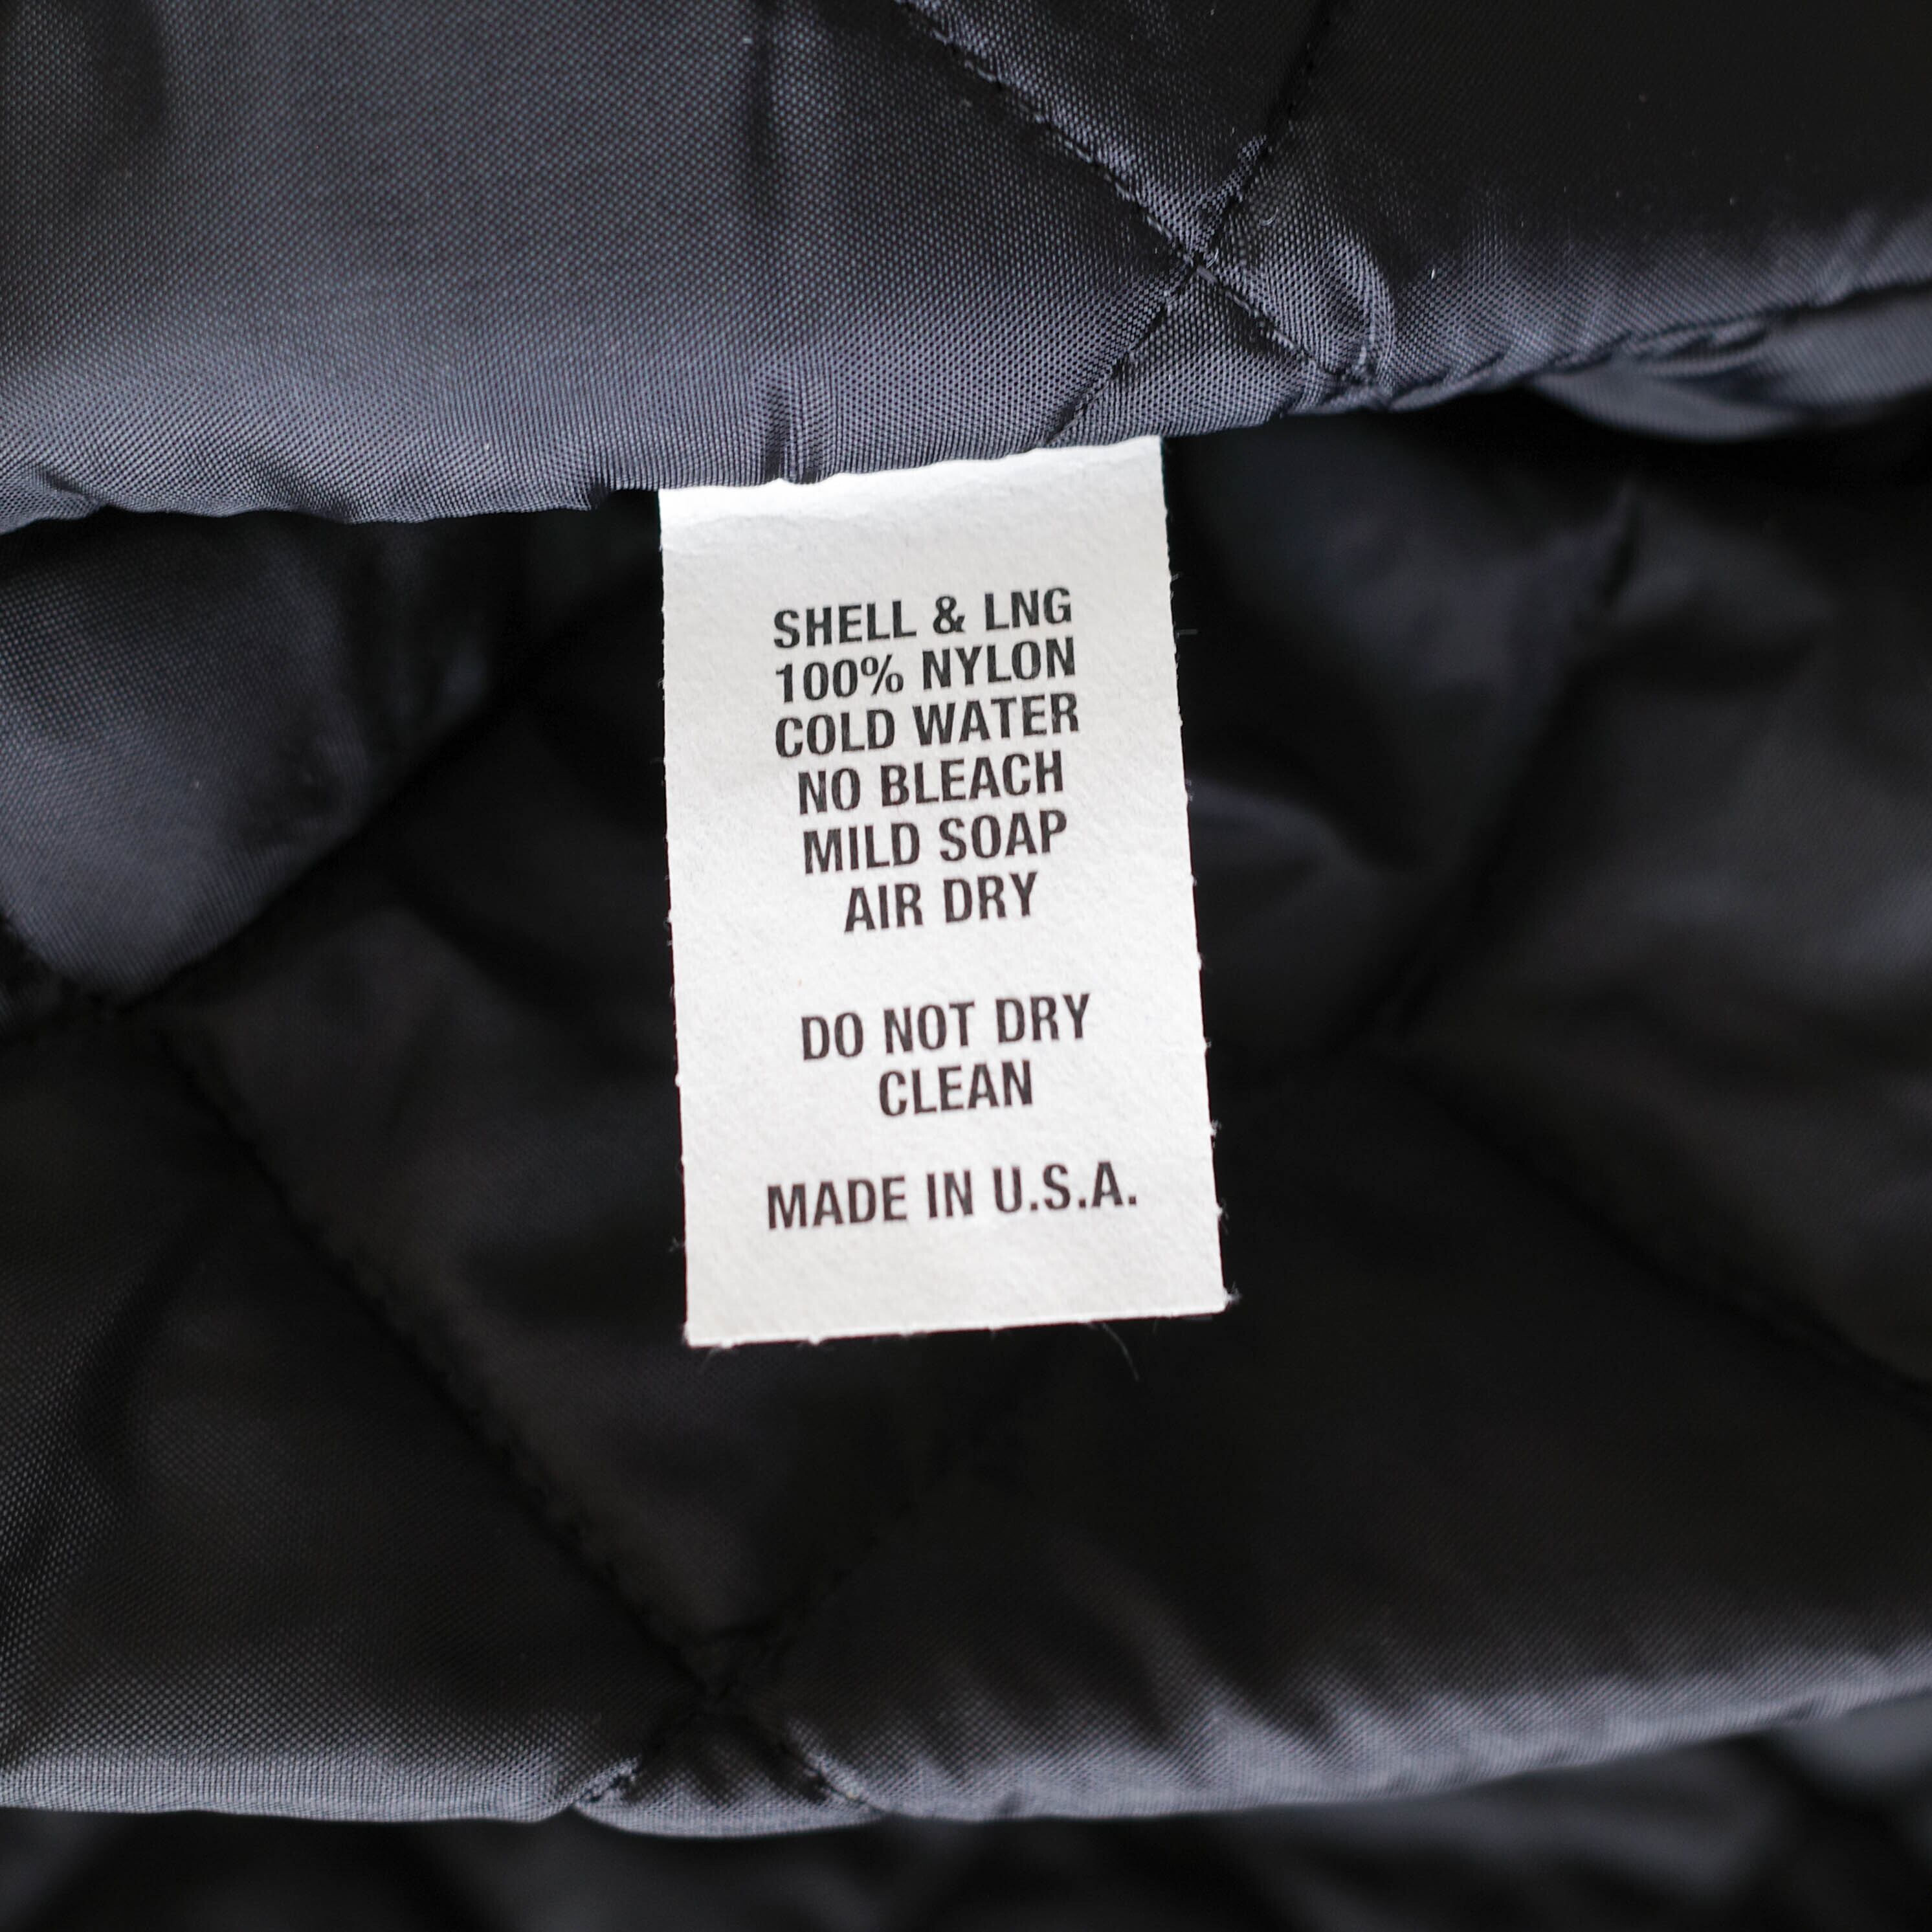 SHELL & LNG
100% NYLON
COLD WATER
NO BLEACH
MILD SOAP
AIR DRY
DO NOT DRY
CLEAN
MADE IN U.S.A.